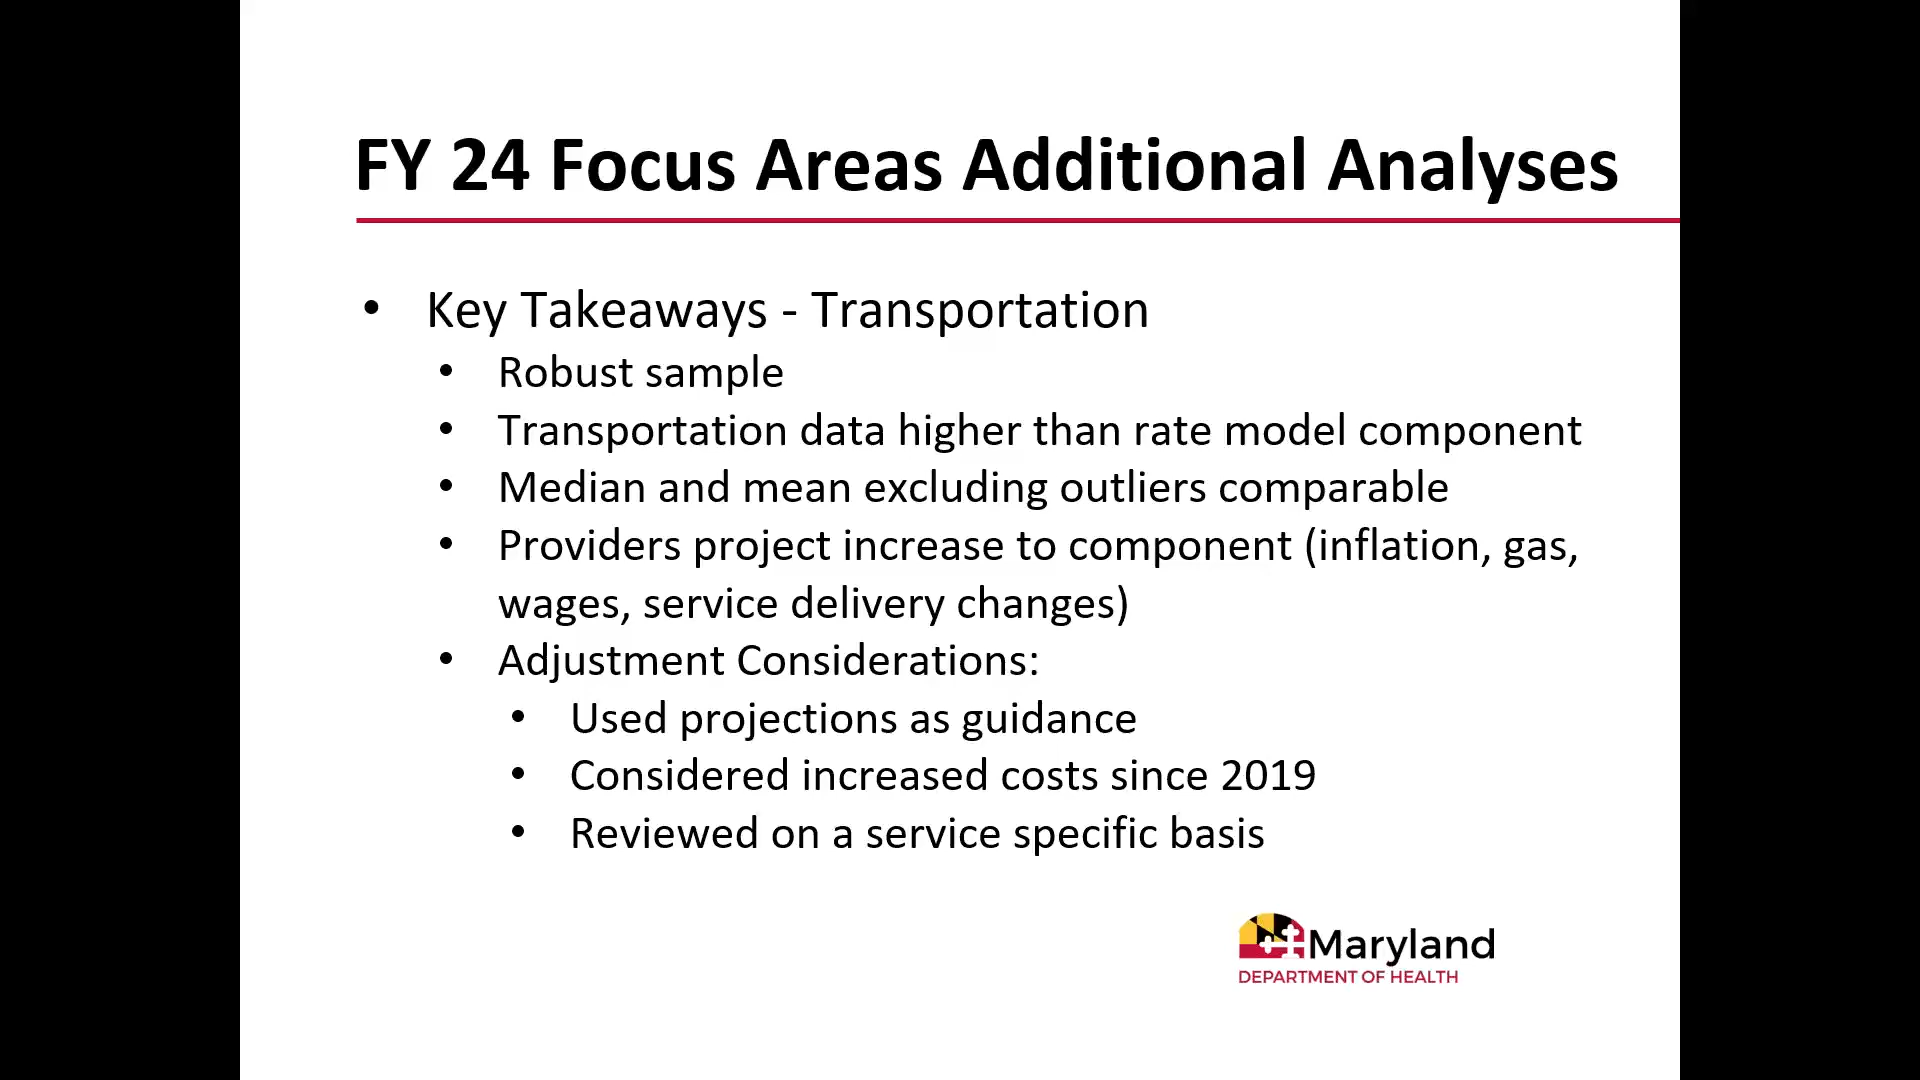 FY 24 Focus Areas Additional Analyses
• Key Takeaways - Transportation
• Robust sample
• Transportation data higher than rate model component
• Median and mean excluding outliers comparable
• Providers project increase to component (inflation, gas,
wages, service delivery changes)
• Adjustment Considerations:
• Used projections as guidance
• Considered increased costs since 2019
• Reviewed on a service specific basis
Maryland
DEPARTMENT OF HEALTH